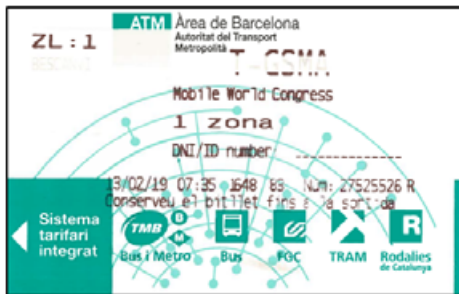 ATM Àrea de Barcelona
Autoritat del Transport
Metropolità
ZL:1
T-GSMA
Mobile World Congress
1 zona
DNI/ID number
13/02/19 07:35 1648 Núm: 27525526 R
Conserveu el bitllet fins a la sortida
Sistema
tarifari
integrat
TMB B
M
R
Bus i Metro Bus FGC TRAM Rodalies
de Catalunya